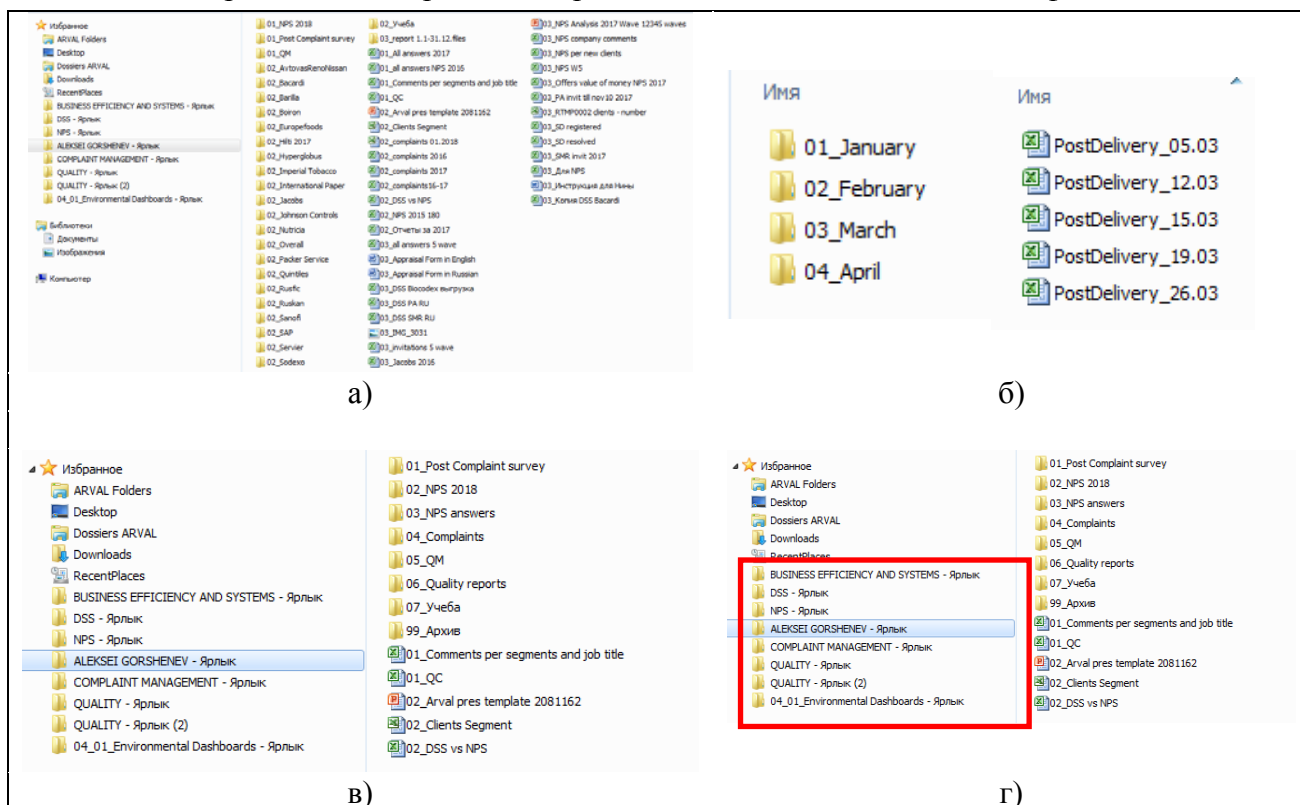 Избранное
ARVAL Folders
Desktop
Dossiers ARVAL
Downloads
RecentPlaces
BUSINESS EFFICIENCY AND SYSTEMS - Ярлык
DSS - Ярлык
NPS - Ярлык
ALEKSEI GORSHENEV - Ярлык
COMPLAINT MANAGEMENT - Ярлык
QUALITY - Ярлык
QUALITY - Ярлык (2)
04_01_Environmental Dashboards - Ярлык
Библиотеки
Документы
Изображения
Компьютер
01_NPS 2018
01_Post Complaint survey
01_QM
02_AvtovasRenoNissan
02_Bacardi
02_Barilla
02_Boiron
02_Europefoods
02_Hilti 2017
02_Hyperglobus
02_Imperial Tobacco
02_International Paper
02_Jacobs
02_Johnson Controls
02_Nutricia
02_Overall
02_Packer Service
02_Quintiles
02_Rusfic
02_Ruskan
02_Sanofi
02_SAP
02_Servier
02_Sodexo
02_Учеба
03_report 1.1-31.12.files
01_All answers 2017
01_all answers NPS 2016
01_Comments per segments and job title
01_QC
02_Arval pres template 2081162
02_Clients Segment
02_complaints 01.2018
02_complaints 2016
02_complaints 2017
02_complaints16-17
02_DSS vs NPS
02_NPS 2015 180
02_Отчеты за 2017
03_all answers 5 wave
03_Appraisal Form in English
03_Appraisal Form in Russian
03_DSS Biocodex выгрузка
03_DSS PA RU
03_DSS SMR RU
03_IMG_3031
03_invitations 5 wave
03_Jacobs 2016
03_NPS Analyse 2017 Wave 12345 waves
03_NPS company comments
03_NPS per new clients
03_NPS W5
03_Offers value of money NPS 2017
03_PA invit till nov10 2017
03_RTMP0002 clients - number
03_SD registered
03_SD resolved
03_SMR invit 2017
03_Для NPS
03_Инструкция для Нины
03_Копия DSS Bacardi
а)
Имя
01_January
02_February
03_March
04_April
Имя
PostDelivery_05.03
PostDelivery_12.03
PostDelivery_15.03
PostDelivery_19.03
PostDelivery_26.03
б)
Избранное
ARVAL Folders
Desktop
Dossiers ARVAL
Downloads
RecentPlaces
BUSINESS EFFICIENCY AND SYSTEMS - Ярлык
DSS - Ярлык
NPS - Ярлык
ALEKSEI GORSHENEV - Ярлык
COMPLAINT MANAGEMENT - Ярлык
QUALITY - Ярлык
QUALITY - Ярлык (2)
04_01_Environmental Dashboards - Ярлык
01_Post Complaint survey
02_NPS 2018
03_NPS answers
04_Complaints
05_QM
06_Quality reports
07_Учеба
99_Архив
01_Comments per segments and job title
01_QC
02_Arval pres template 2081162
02_Clients Segment
02_DSS vs NPS
в)
Избранное
ARVAL Folders
Desktop
Dossiers ARVAL
Downloads
RecentPlaces
BUSINESS EFFICIENCY AND SYSTEMS - Ярлык
DSS - Ярлык
NPS - Ярлык
ALEKSEI GORSHENEV - Ярлык
COMPLAINT MANAGEMENT - Ярлык
QUALITY - Ярлык
QUALITY - Ярлык (2)
04_01_Environmental Dashboards - Ярлык
01_Post Complaint survey
02_NPS 2018
03_NPS answers
04_Complaints
05_QM
06_Quality reports
07_Учеба
99_Архив
01_Comments per segments and job title
01_QC
02_Arval pres template 2081162
02_Clients Segment
02_DSS vs NPS
г)